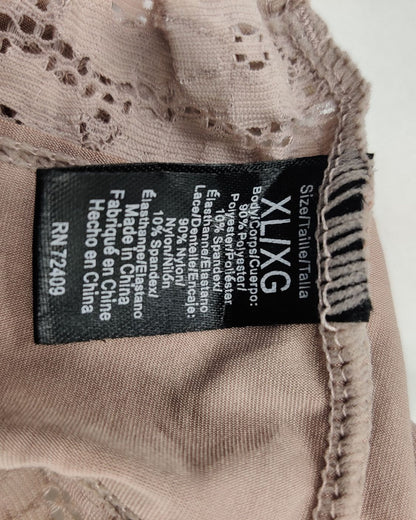 Size/Taille/Talla
XL/XG
Body/Corps/Cuerpo:
90% Polyester/
Polyester/Poliéster
10% Spandex/
Élasthanne/Elastano
Lace/Dentelle/Encaje:
90% Nylon/
Nylon/Nilón
10% Spandex/
Élasthanne/Elastano
Made in China
Fabriqué en Chine
Hecho en China
RN 72409